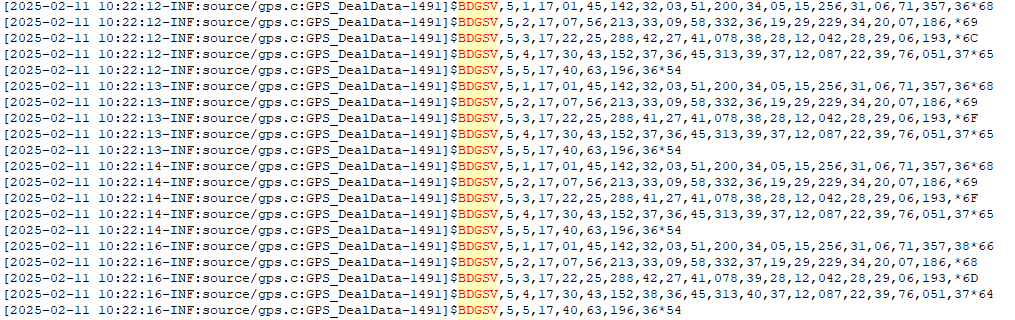 [2025-02-11 10:22:12-INF:source/gps.c:GPS_DealData-1491]$BDGSV,5,1,17,01,45,142,32,03,51,200,34,05,15,256,31,06,71,357,36*68
[2025-02-11 10:22:12-INF:source/gps.c:GPS_DealData-1491]$BDGSV,5,2,17,07,56,213,33,09,58,332,36,19,29,229,34,20,07,186,*69
[2025-02-11 10:22:12-INF:source/gps.c:GPS_DealData-1491]$BDGSV,5,3,17,22,25,288,42,27,41,078,38,28,12,042,28,29,06,193,*6C
[2025-02-11 10:22:12-INF:source/gps.c:GPS_DealData-1491]$BDGSV,5,4,17,30,43,152,37,36,45,313,39,37,12,087,22,39,76,051,37*65
[2025-02-11 10:22:12-INF:source/gps.c:GPS_DealData-1491]$BDGSV,5,5,17,40,63,196,36*54
[2025-02-11 10:22:13-INF:source/gps.c:GPS_DealData-1491]$BDGSV,5,1,17,01,45,142,32,03,51,200,34,05,15,256,31,06,71,357,36*68
[2025-02-11 10:22:13-INF:source/gps.c:GPS_DealData-1491]$BDGSV,5,2,17,07,56,213,33,09,58,332,36,19,29,229,34,20,07,186,*69
[2025-02-11 10:22:13-INF:source/gps.c:GPS_DealData-1491]$BDGSV,5,3,17,22,25,288,41,27,41,078,38,28,12,042,28,29,06,193,*6F
[2025-02-11 10:22:13-INF:source/gps.c:GPS_DealData-1491]$BDGSV,5,4,17,30,43,152,37,36,45,313,39,37,12,087,22,39,76,051,37*65
[2025-02-11 10:22:13-INF:source/gps.c:GPS_DealData-1491]$BDGSV,5,5,17,40,63,196,36*54
[2025-02-11 10:22:14-INF:source/gps.c:GPS_DealData-1491]$BDGSV,5,1,17,01,45,142,32,03,51,200,34,05,15,256,31,06,71,357,36*68
[2025-02-11 10:22:14-INF:source/gps.c:GPS_DealData-1491]$BDGSV,5,2,17,07,56,213,33,09,58,332,36,19,29,229,34,20,07,186,*69
[2025-02-11 10:22:14-INF:source/gps.c:GPS_DealData-1491]$BDGSV,5,3,17,22,25,288,41,27,41,078,38,28,12,042,28,29,06,193,*6F
[2025-02-11 10:22:14-INF:source/gps.c:GPS_DealData-1491]$BDGSV,5,4,17,30,43,152,37,36,45,313,39,37,12,087,22,39,76,051,37*65
[2025-02-11 10:22:14-INF:source/gps.c:GPS_DealData-1491]$BDGSV,5,5,17,40,63,196,36*54
[2025-02-11 10:22:16-INF:source/gps.c:GPS_DealData-1491]$BDGSV,5,1,17,01,45,142,32,03,51,200,34,05,15,256,31,06,71,357,38*66
[2025-02-11 10:22:16-INF:source/gps.c:GPS_DealData-1491]$BDGSV,5,2,17,07,56,213,33,09,58,332,37,19,29,229,34,20,07,186,*68
[2025-02-11 10:22:16-INF:source/gps.c:GPS_DealData-1491]$BDGSV,5,3,17,22,25,288,42,27,41,078,39,28,12,042,28,29,06,193,*6D
[2025-02-11 10:22:16-INF:source/gps.c:GPS_DealData-1491]$BDGSV,5,4,17,30,43,152,38,36,45,313,40,37,12,087,22,39,76,051,37*64
[2025-02-11 10:22:16-INF:source/gps.c:GPS_DealData-1491]$BDGSV,5,5,17,40,63,196,36*54